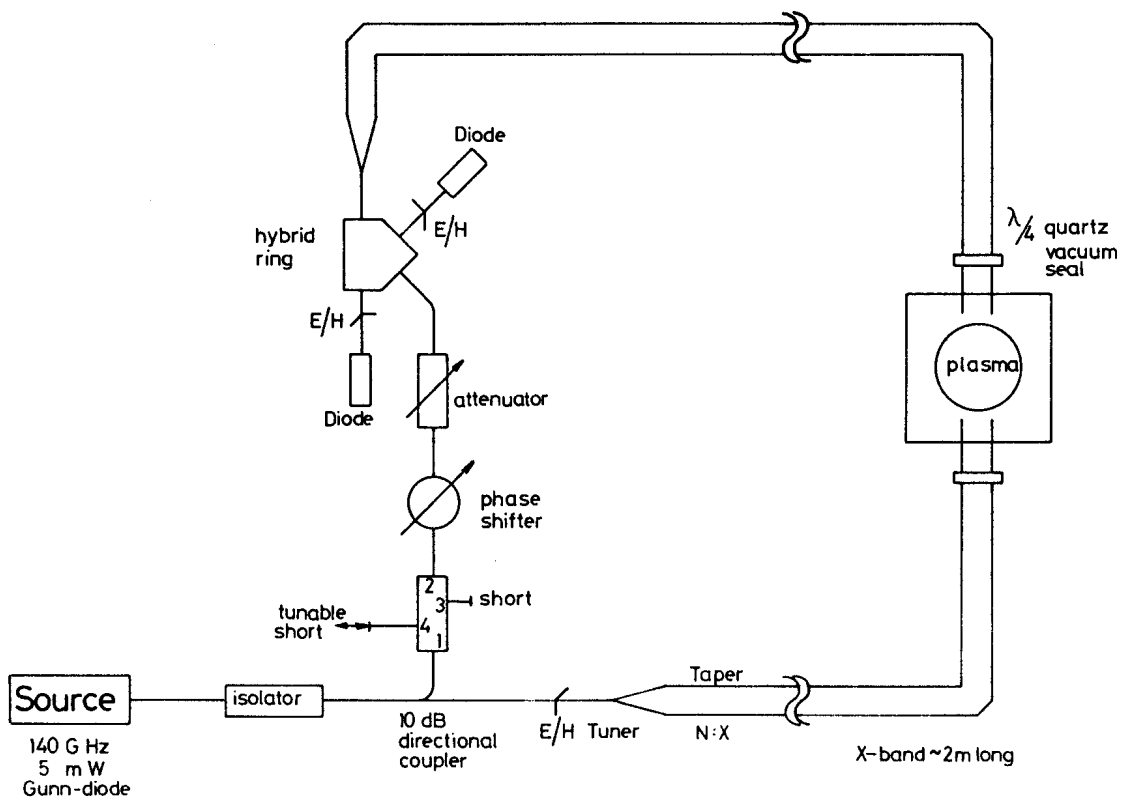 Diode
E/H
hybrid
ring
λ/4 quartz
vacuum
seal
E/H
plasma
Diode
attenuator
phase
shifter
2
3
short
tunable
short
4
1
Source
isolator
Taper
10 dB
directional
coupler
E/H Tuner
N:X
140 G Hz
5 m W
Gunn-diode
X-band ~2m long